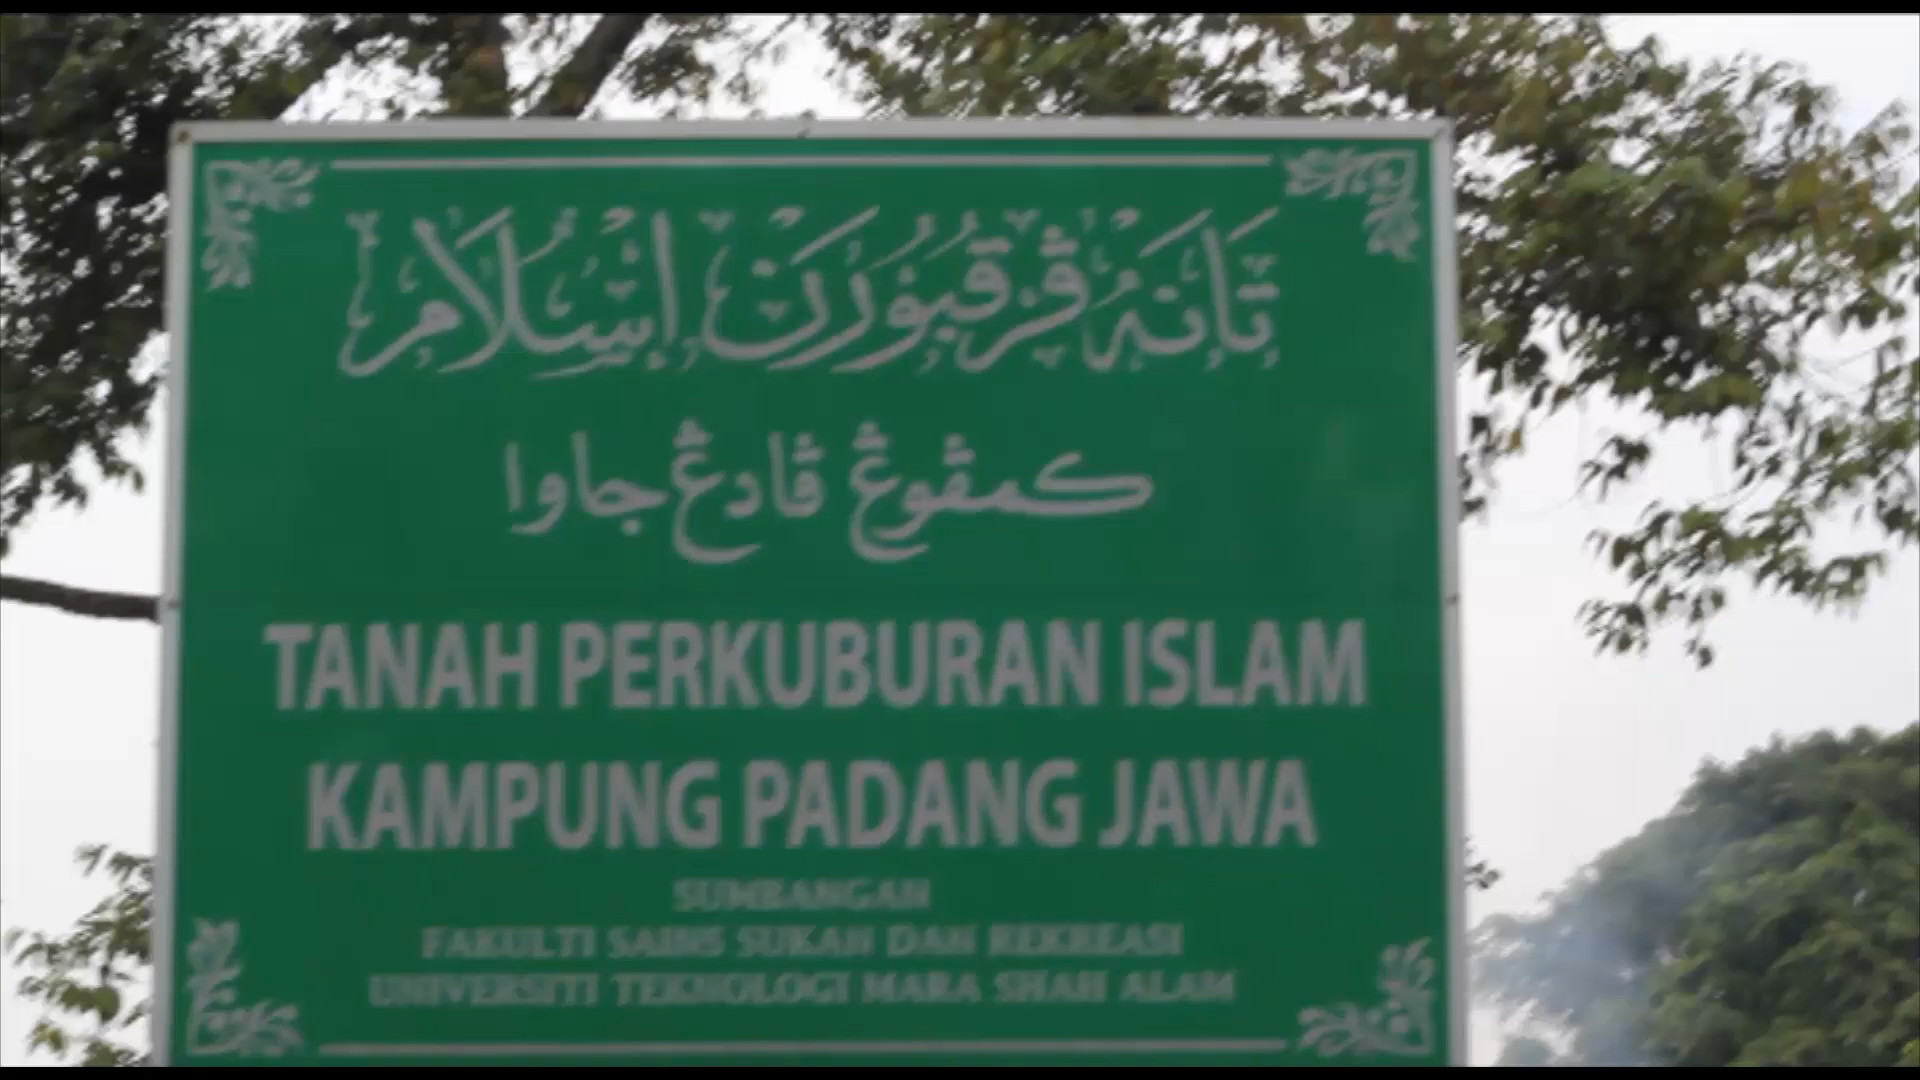 تانه ڤرقبورن إسلام
كمڤوڠ ڤادڠ جاوا
TANAH PERKUBURAN ISLAM
KAMPUNG PADANG JAWA
SUMBANGAN
FAKULTI SAINS SUKAN DAN REKREASI
UNIVERSITI TEKNOLOGI MARA SHAH ALAM